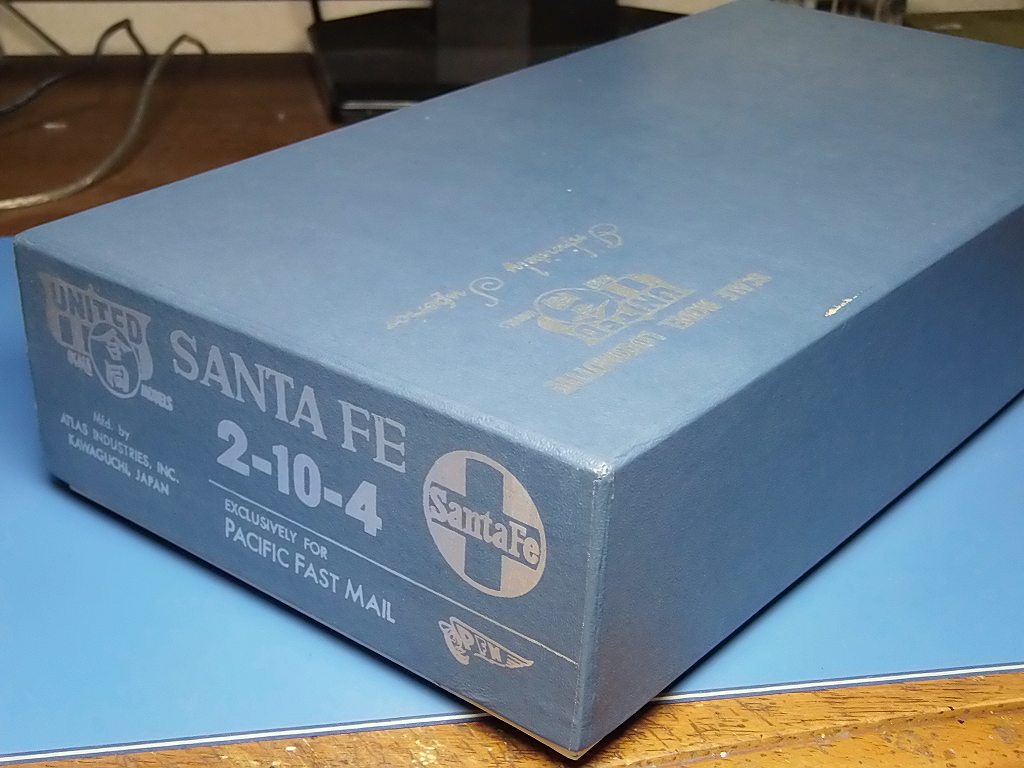 UNITED
合同
SCALE MODELS
Mfd. by
ATLAS INDUSTRIES, INC.
KAWAGUCHI, JAPAN
SANTA FE
2-10-4
EXCLUSIVELY FOR
PACIFIC FAST MAIL
Santa Fe
PFM
UNITED